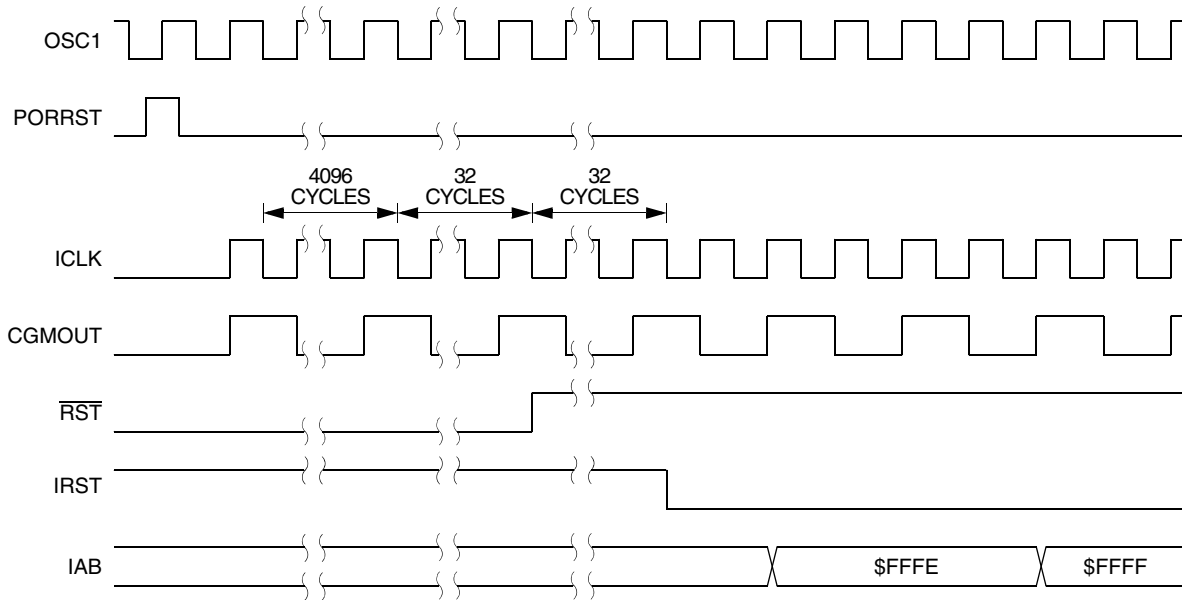 OSC1
PORRST
4096 CYCLES
32 CYCLES
32 CYCLES
ICLK
CGMOUT
RST
IRST
IAB
$FFFE
$FFFF